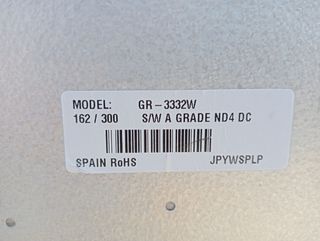 MODEL: GR-3332W
162 / 300 S/W A GRADE ND4 DC
SPAIN RoHS JPYWSPLP